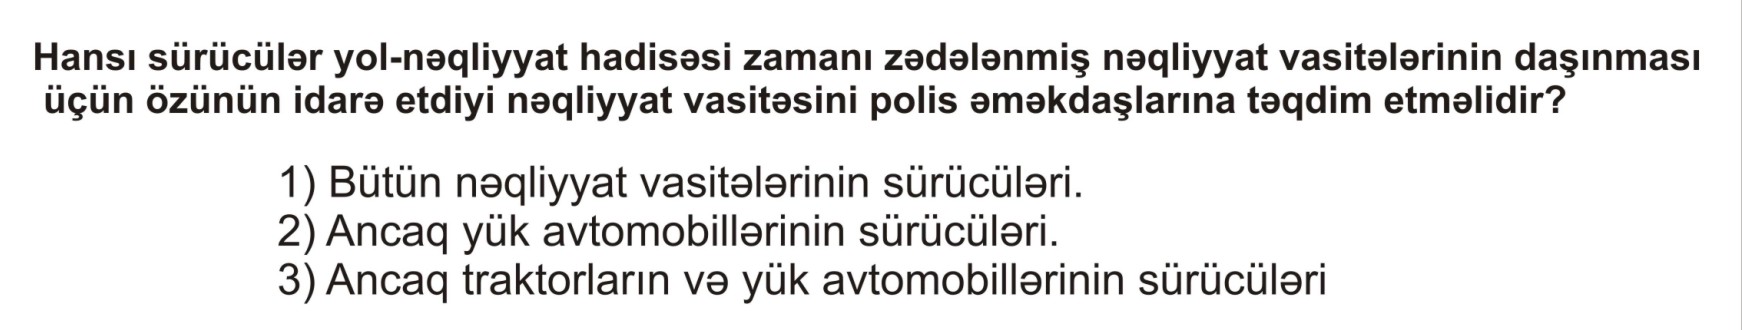 Hansı sürücülər yol-nəqliyyat hadisəsi zamanı zədələnmiş nəqliyyat vasitələrinin daşınması
üçün özünün idarə etdiyi nəqliyyat vasitəsini polis əməkdaşlarına təqdim etməlidir?
1) Bütün nəqliyyat vasitələrinin sürücüləri.
2) Ancaq yük avtomobillərinin sürücüləri.
3) Ancaq traktorların və yük avtomobillərinin sürücüləri